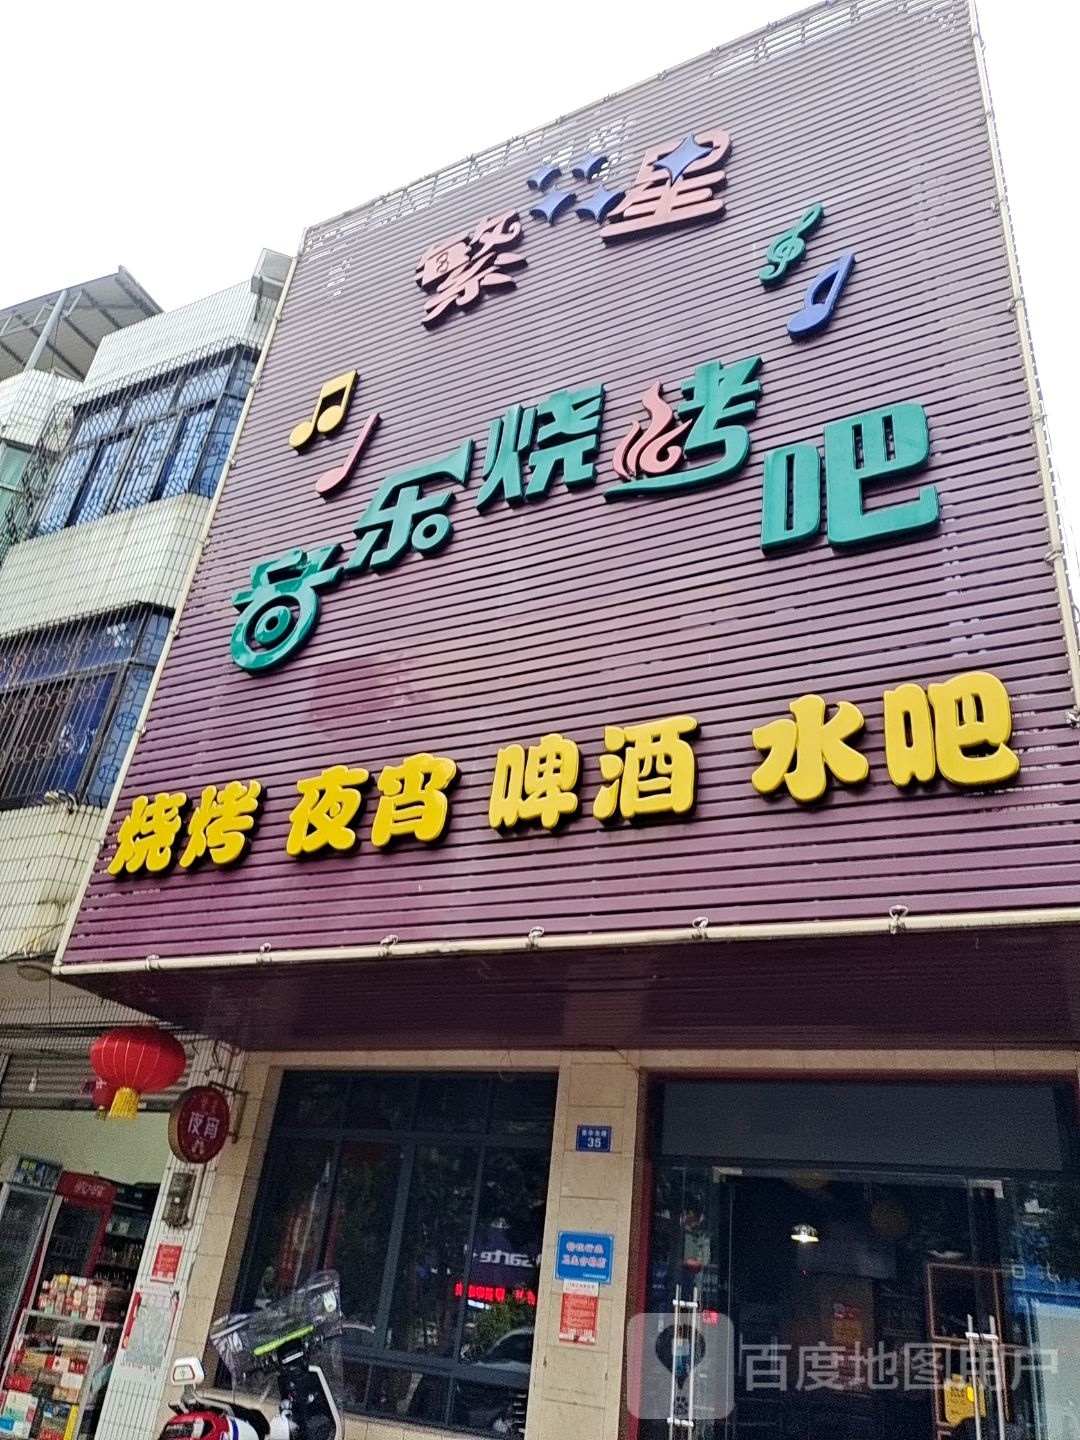 繁星
音乐烧烤吧
烧烤 夜宵 啤酒 水吧
夜宵
35
百度地图用户